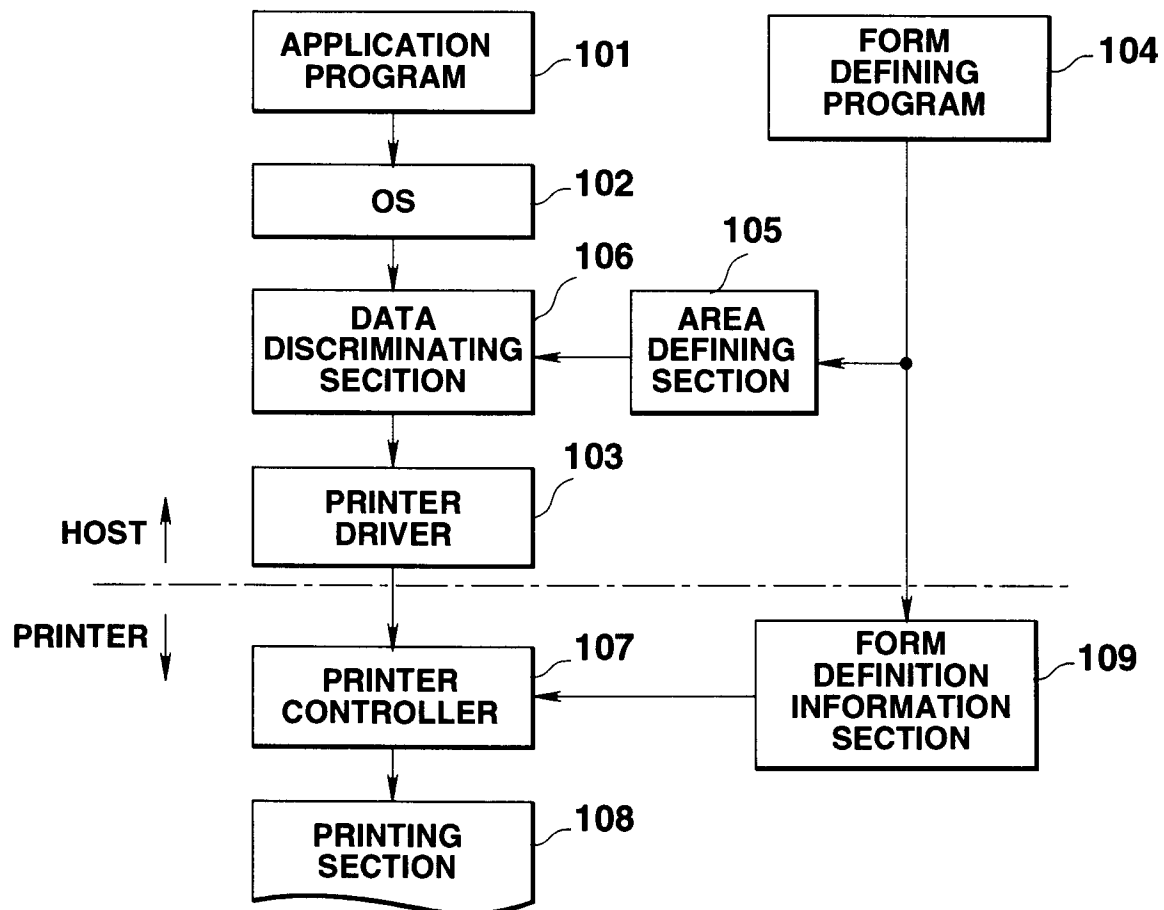 APPLICATION
PROGRAM
101
FORM
DEFINING
PROGRAM
104
OS
102
DATA
DISCRIMINATING
SECITION
106
AREA
DEFINING
SECTION
105
PRINTER
DRIVER
103
HOST
PRINTER
PRINTER
CONTROLLER
107
FORM
DEFINITION
INFORMATION
SECTION
109
PRINTING
SECTION
108